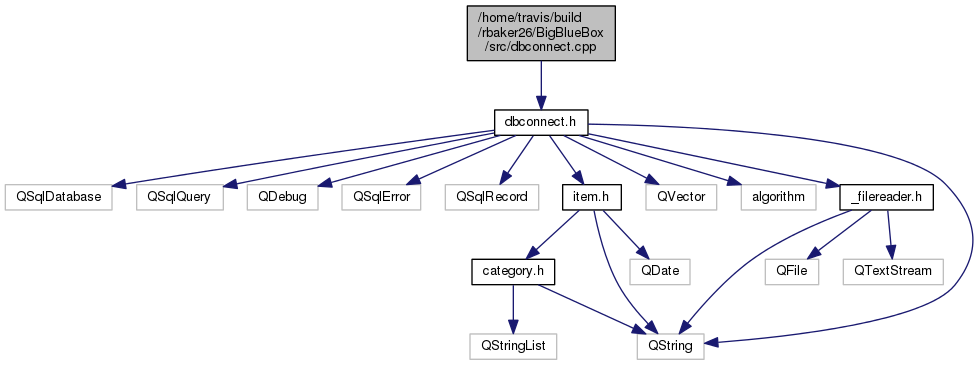 /home/travis/build
/rbaker26/BigBlueBox
/src/dbconnect.cpp
dbconnect.h
QSqlDatabase
QSqlQuery
QDebug
QSqlError
QSqlRecord
item.h
QVector
algorithm
_filereader.h
category.h
QDate
QFile
QTextStream
QStringList
QString